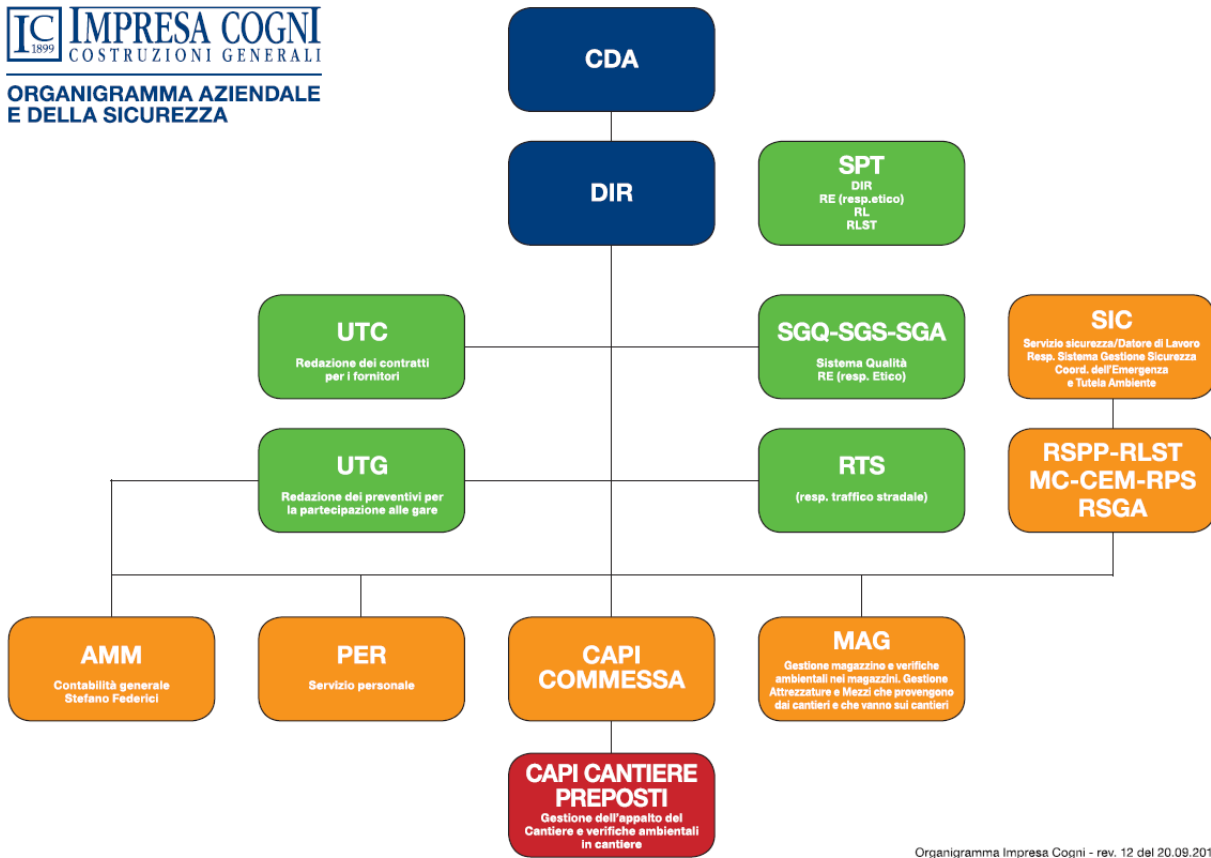 IC
1899
IMPRESA COGNI
COSTRUZIONI GENERALI
ORGANIGRAMMA AZIENDALE
E DELLA SICUREZZA
CDA
DIR
SPT
DIR
RE (resp.etico)
RL
RLST
UTC
Redazione dei contratti
per i fornitori
SGQ-SGS-SGA
Sistema Qualità
RE (resp. Etico)
SIC
Servizio sicurezza/Datore di Lavoro
Resp. Sistema Gestione Sicurezza
Coord. dell'Emergenza
e Tutela Ambiente
UTG
Redazione dei preventivi per
la partecipazione alle gare
RTS
(resp. traffico stradale)
RSPP-RLST
MC-CEM-RPS
RSGA
AMM
Contabilità generale
Stefano Federici
PER
Servizio personale
CAPI
COMMESSA
MAG
Gestione magazzino e verifiche
ambientali nei magazzini. Gestione
Attrezzature e Mezzi che provengono
dai cantieri e che vanno sui cantieri
CAPI CANTIERE
PREPOSTI
Gestione dell'appalto del
Cantiere e verifiche ambientali
in cantiere
Organigramma Impresa Cogni - rev. 12 del 20.09.201